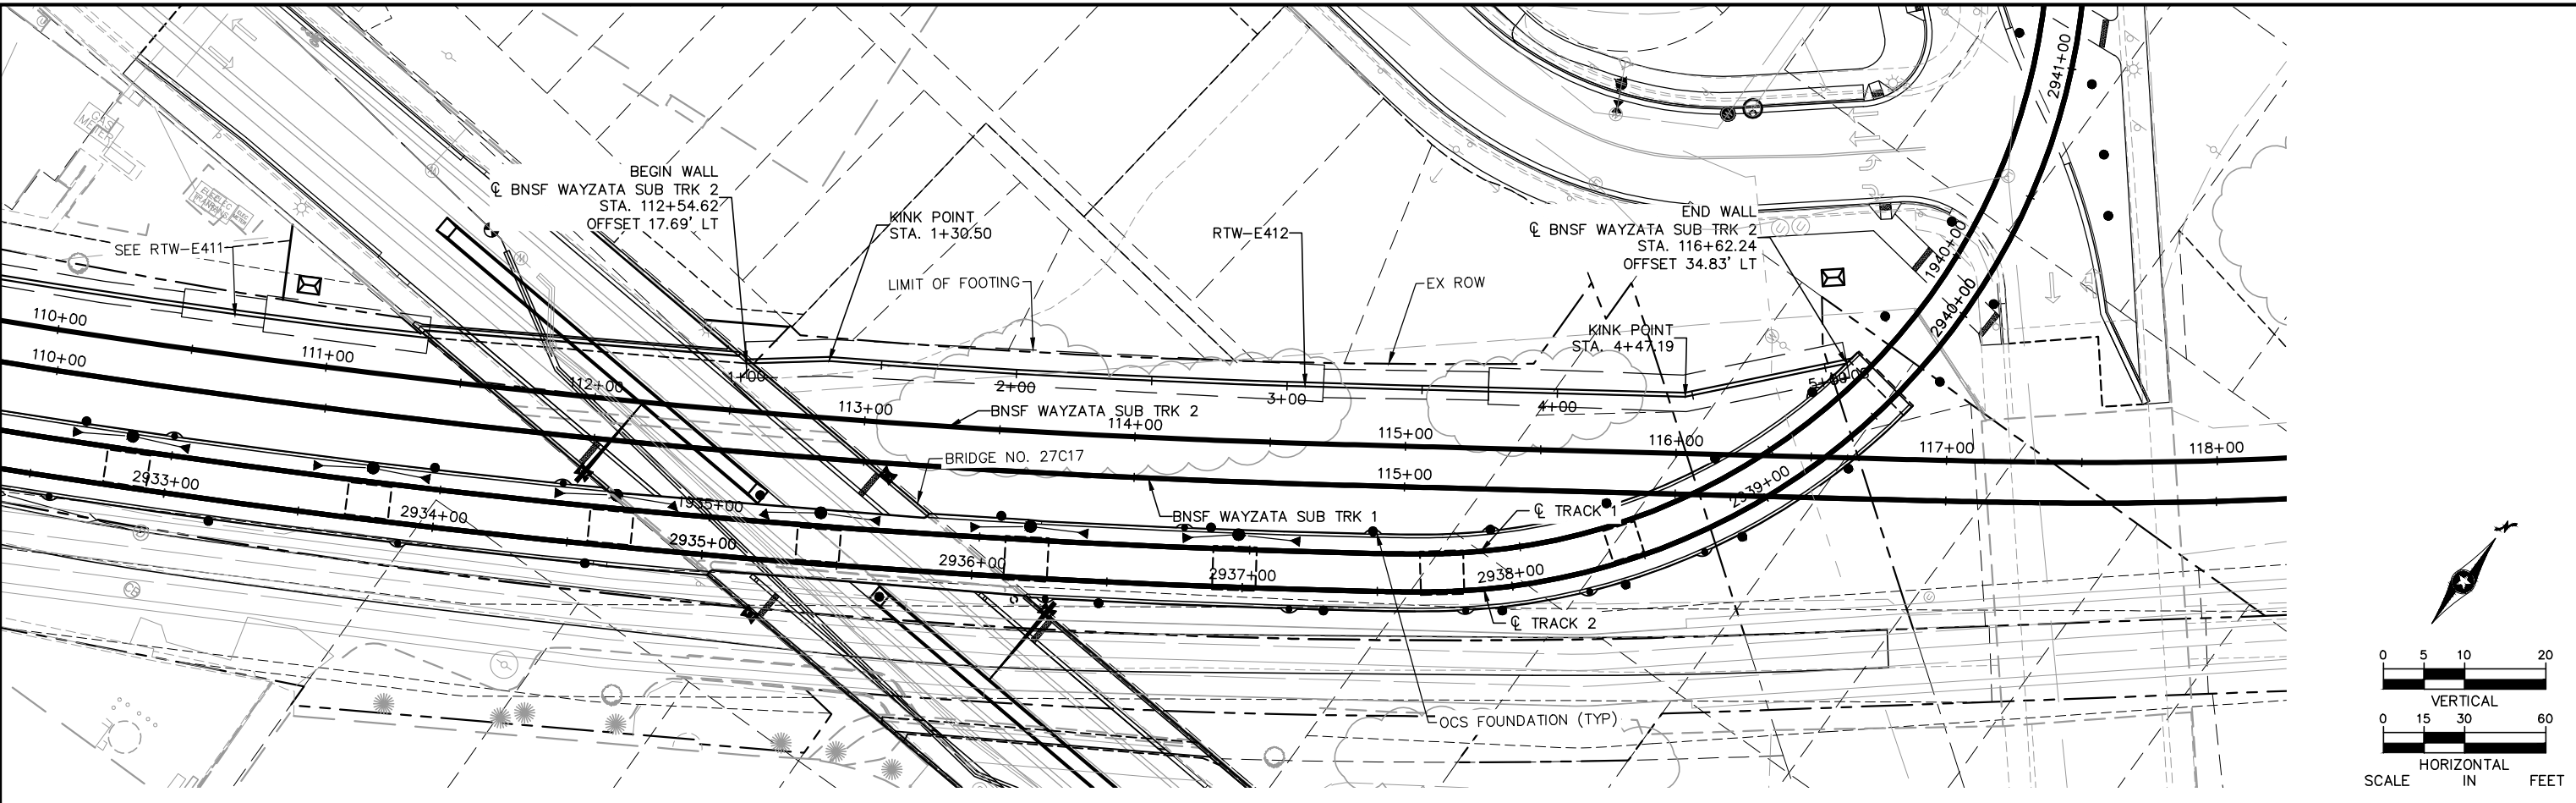 BEGIN WALL
℄ BNSF WAYZATA SUB TRK 2
STA. 112+54.62
OFFSET 17.69' LT
KINK POINT
STA. 1+30.50
RTW-E412
END WALL
℄ BNSF WAYZATA SUB TRK 2
STA. 116+62.24
OFFSET 34.83' LT
SEE RTW-E411
LIMIT OF FOOTING
EX ROW
KINK POINT
STA. 4+47.19
GAS
METER
2941+00
1940+00
2940+00
110+00
111+00
112+00
113+00
114+00
115+00
116+00
117+00
118+00
1+00
2+00
3+00
4+00
BNSF WAYZATA SUB TRK 2
110+00
BRIDGE NO. 27C17
115+00
BNSF WAYZATA SUB TRK 1
℄ TRACK 1
2933+00
2934+00
1935+00
2935+00
2936+00
2937+00
2938+00
2939+00
℄ TRACK 2
OCS FOUNDATION (TYP)
0 5 10 20
VERTICAL
0 15 30 60
HORIZONTAL
SCALE IN FEET